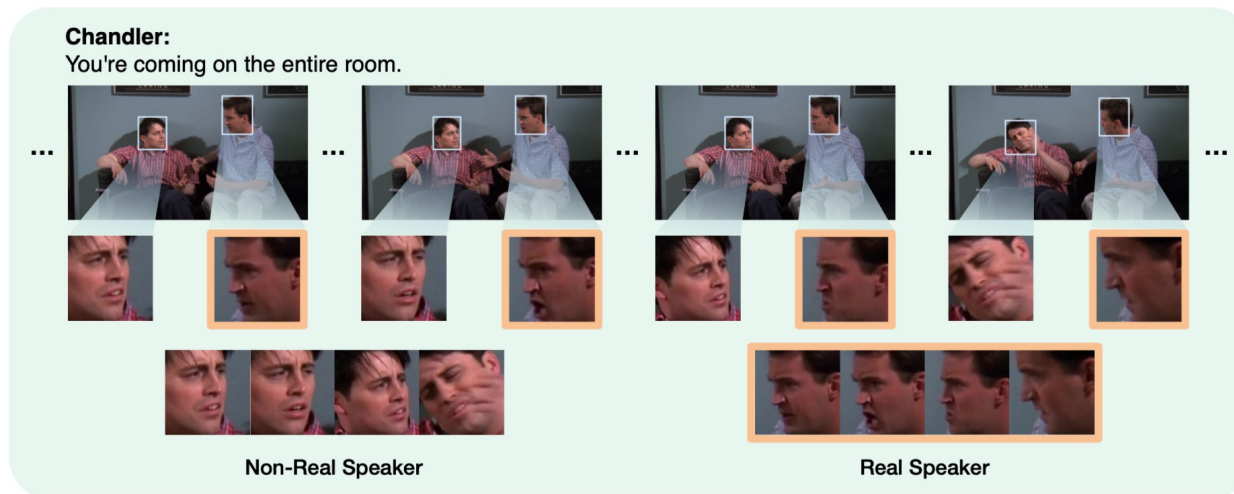 Chandler:
You're coming on the entire room.
... ... ... ... ...
Non-Real Speaker
Real Speaker